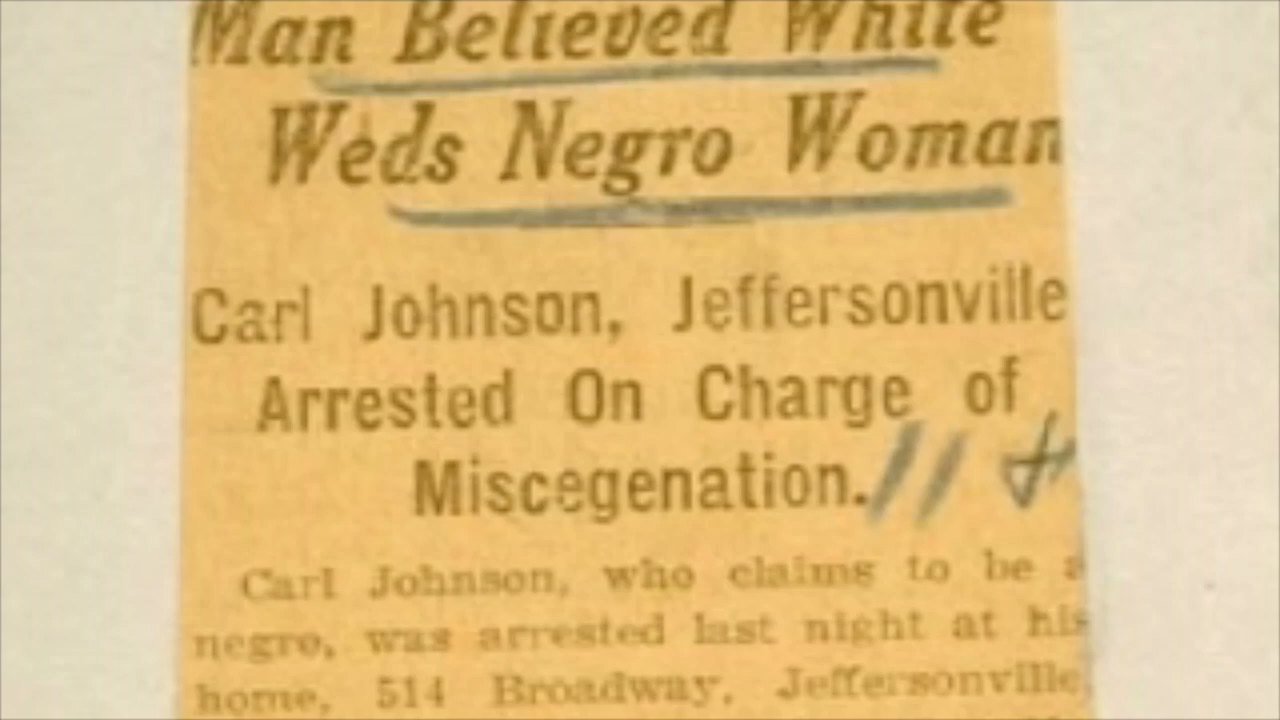 Man Believed White
Weds Negro Woman
Carl Johnson, Jeffersonville
Arrested On Charge of
Miscegenation.
Carl Johnson, who claims to be a
negro, was arrested last night at his
home, 514 Broadway, Jeffersonville